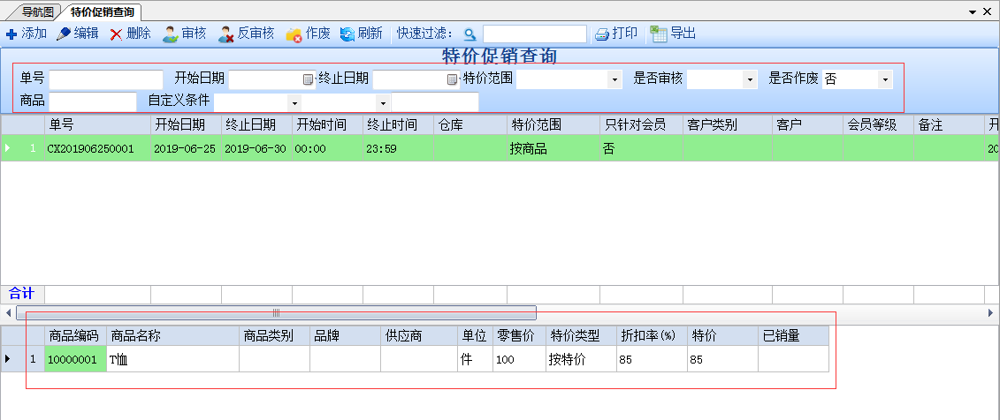 导航图 特价促销查询
添加 编辑 删除 审核 反审核 作废 刷新 快速过滤： 打印 导出
特价促销查询
单号 开始日期 终止日期 特价范围 是否审核 是否作废 否
商品 自定义条件
单号 开始日期 终止日期 开始时间 终止时间 仓库 特价范围 只针对会员 客户类别 客户 会员等级 备注 开
1 CX201906250001 2019-06-25 2019-06-30 00:00 23:59 按商品 否 20
合计
商品编码 商品名称 商品类别 品牌 供应商 单位 零售价 特价类型 折扣率(%) 特价 已销量
1 10000001 T恤 件 100 按特价 85 85